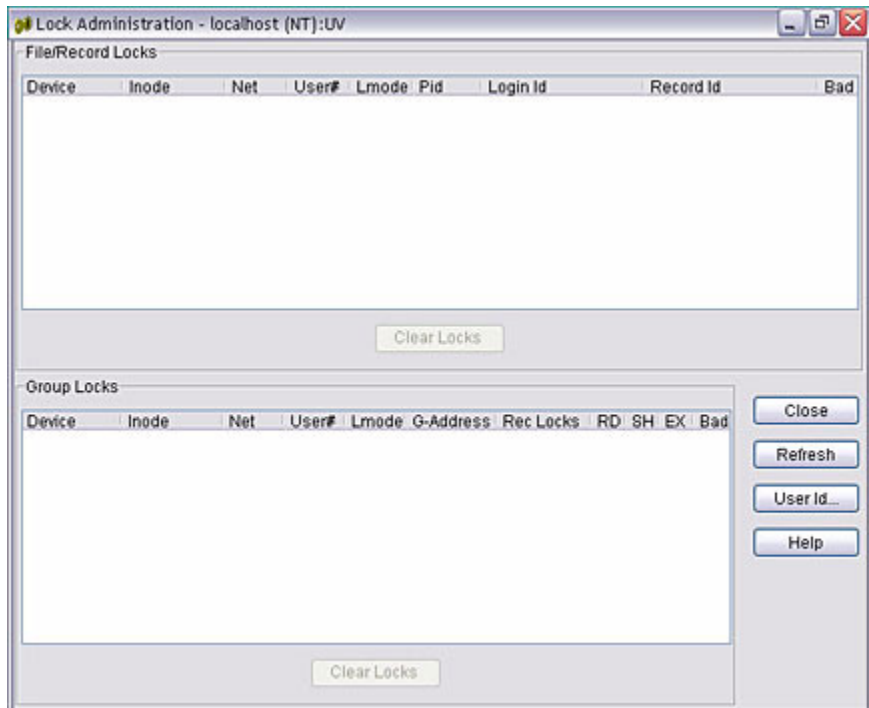 Lock Administration - localhost (NT):UV
File/Record Locks
Device Inode Net User# Lmode Pid Login Id Record Id Bad
Clear Locks
Group Locks
Device Inode Net User# Lmode G-Address Rec Locks RD SH EX Bad
Close
Refresh
User Id...
Help
Clear Locks